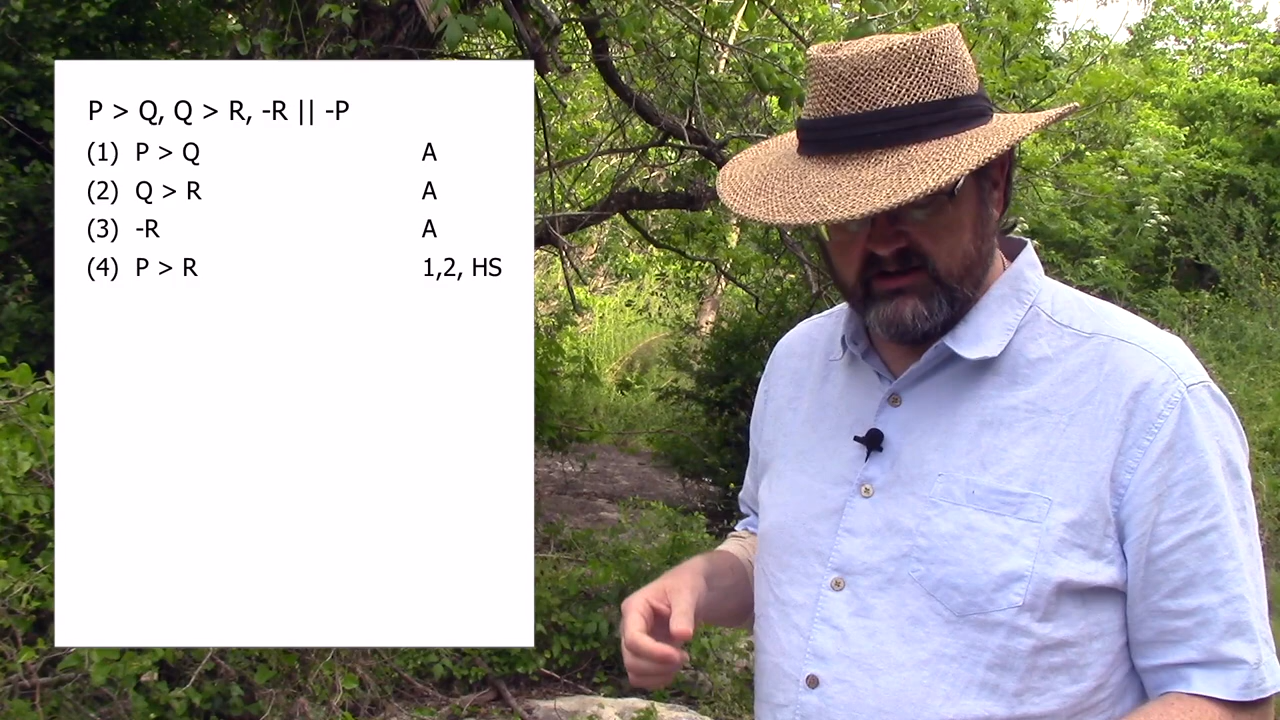 P > Q, Q > R, -R || -P
(1) P > Q A
(2) Q > R A
(3) -R A
(4) P > R 1,2, HS